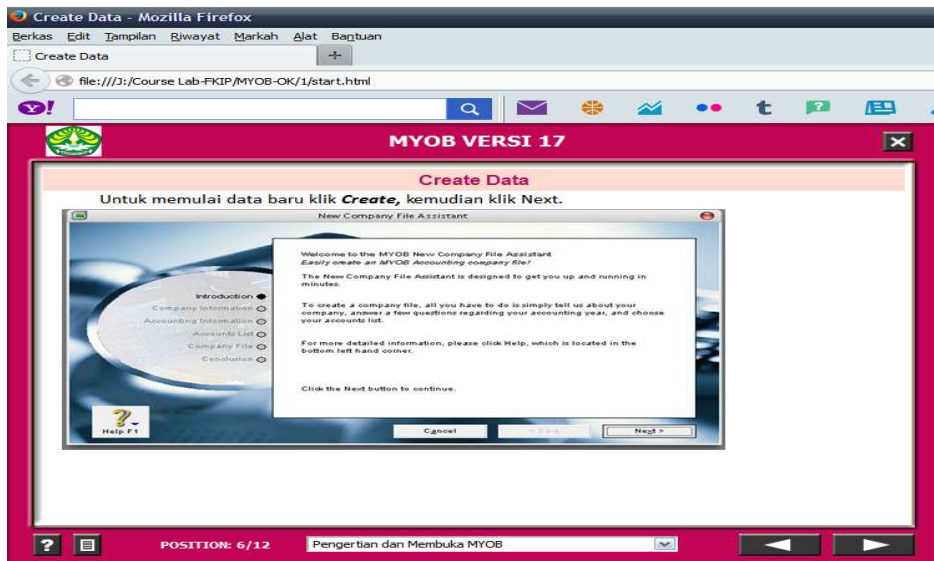 Create Data - Mozilla Firefox
Berkas Edit Tampilan Riwayat Markah Alat Bantuan
Create Data
file:///J:/Course Lab-FKIP/MYOB-OK/1/start.html
MYOB VERSI 17
Create Data
Untuk memulai data baru klik Create, kemudian klik Next.
New Company File Assistant
Welcome to the MYOB New Company File Assistant
Easily create an MYOB Accounting company file!
The New Company File Assistant is designed to get you up and running in
minutes.
To create a company file, all you have to do is simply tell us about your
company, answer a few questions regarding your accounting year, and choose
your accounts list.
For more detailed information, please click Help, which is located in the
bottom left hand corner.
Click the Next button to continue.
Introduction
Company Information
Accounting Information
Accounts List
Company File
Conclusion
Help F1
Cancel
< Back
Next >
POSITION: 6/12
Pengertian dan Membuka MYOB